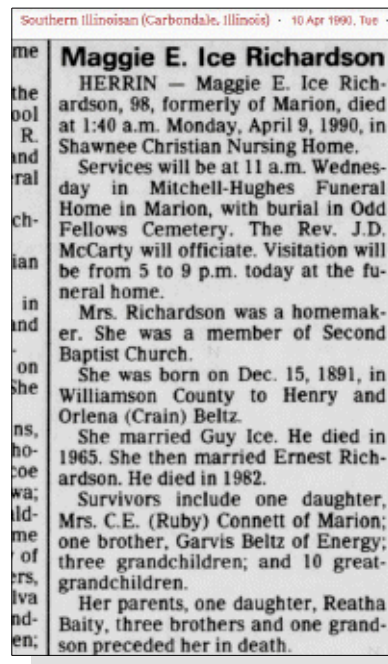 Southern Illinoisan (Carbondale, Illinois) · 10 Apr 1990, Tue ·
Maggie E. Ice Richardson
HERRIN — Maggie E. Ice Rich-
ardson, 98, formerly of Marion, died
at 1:40 a.m. Monday, April 9, 1990, in
Shawnee Christian Nursing Home.
Services will be at 11 a.m. Wednes-
day in Mitchell-Hughes Funeral
Home in Marion, with burial in Odd
Fellows Cemetery. The Rev. J.D.
McCarty will officiate. Visitation will
be from 5 to 9 p.m. today at the fu-
neral home.
Mrs. Richardson was a homemak-
er. She was a member of Second
Baptist Church.
She was born on Dec. 15, 1891, in
Williamson County to Henry and
Orlena (Crain) Beltz.
She married Guy Ice. He died in
1965. She then married Ernest Rich-
ardson. He died in 1982.
Survivors include one daughter,
Mrs. C.E. (Ruby) Connett of Marion;
one brother, Garvis Beltz of Energy;
three grandchildren; and 10 great-
grandchildren.
Her parents, one daughter, Reatha
Baity, three brothers and one grand-
son preceded her in death.